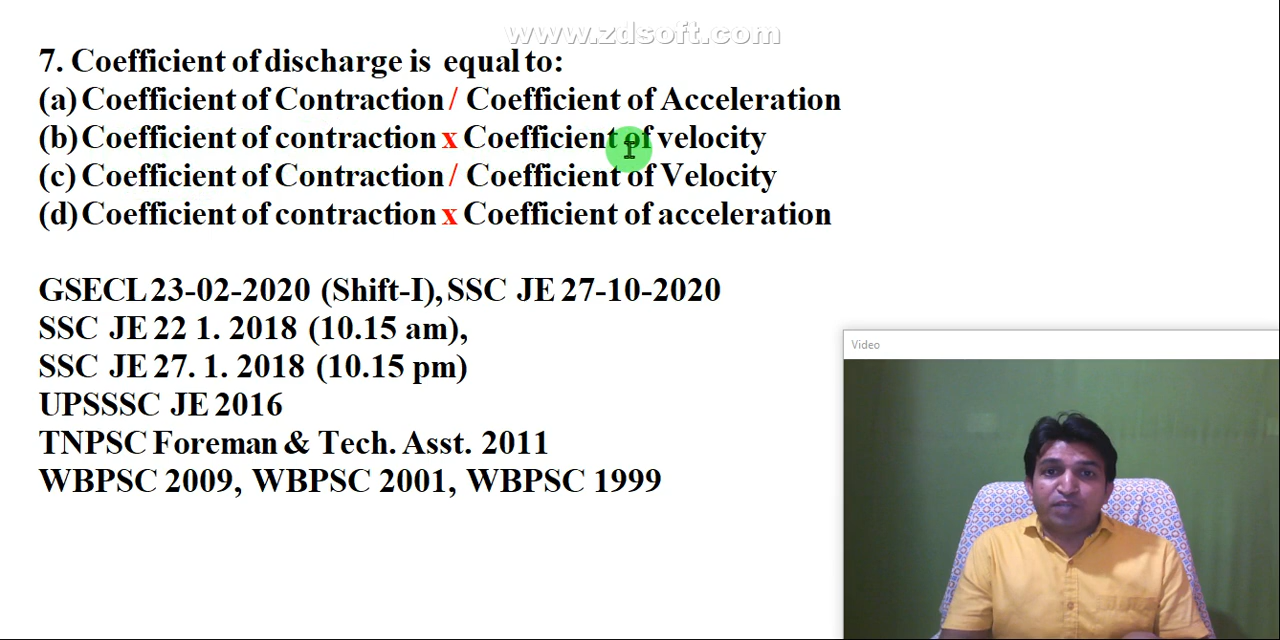 www.zdsoft.com
7. Coefficient of discharge is equal to:
(a) Coefficient of Contraction / Coefficient of Acceleration
(b) Coefficient of contraction x Coefficient of velocity
(c) Coefficient of Contraction / Coefficient of Velocity
(d) Coefficient of contraction x Coefficient of acceleration
GSECL 23-02-2020 (Shift-I), SSC JE 27-10-2020
SSC JE 22 1. 2018 (10.15 am),
SSC JE 27. 1. 2018 (10.15 pm)
UPSSSC JE 2016
Video
TNPSC Foreman & Tech. Asst. 2011
WBPSC 2009, WBPSC 2001, WBPSC 1999